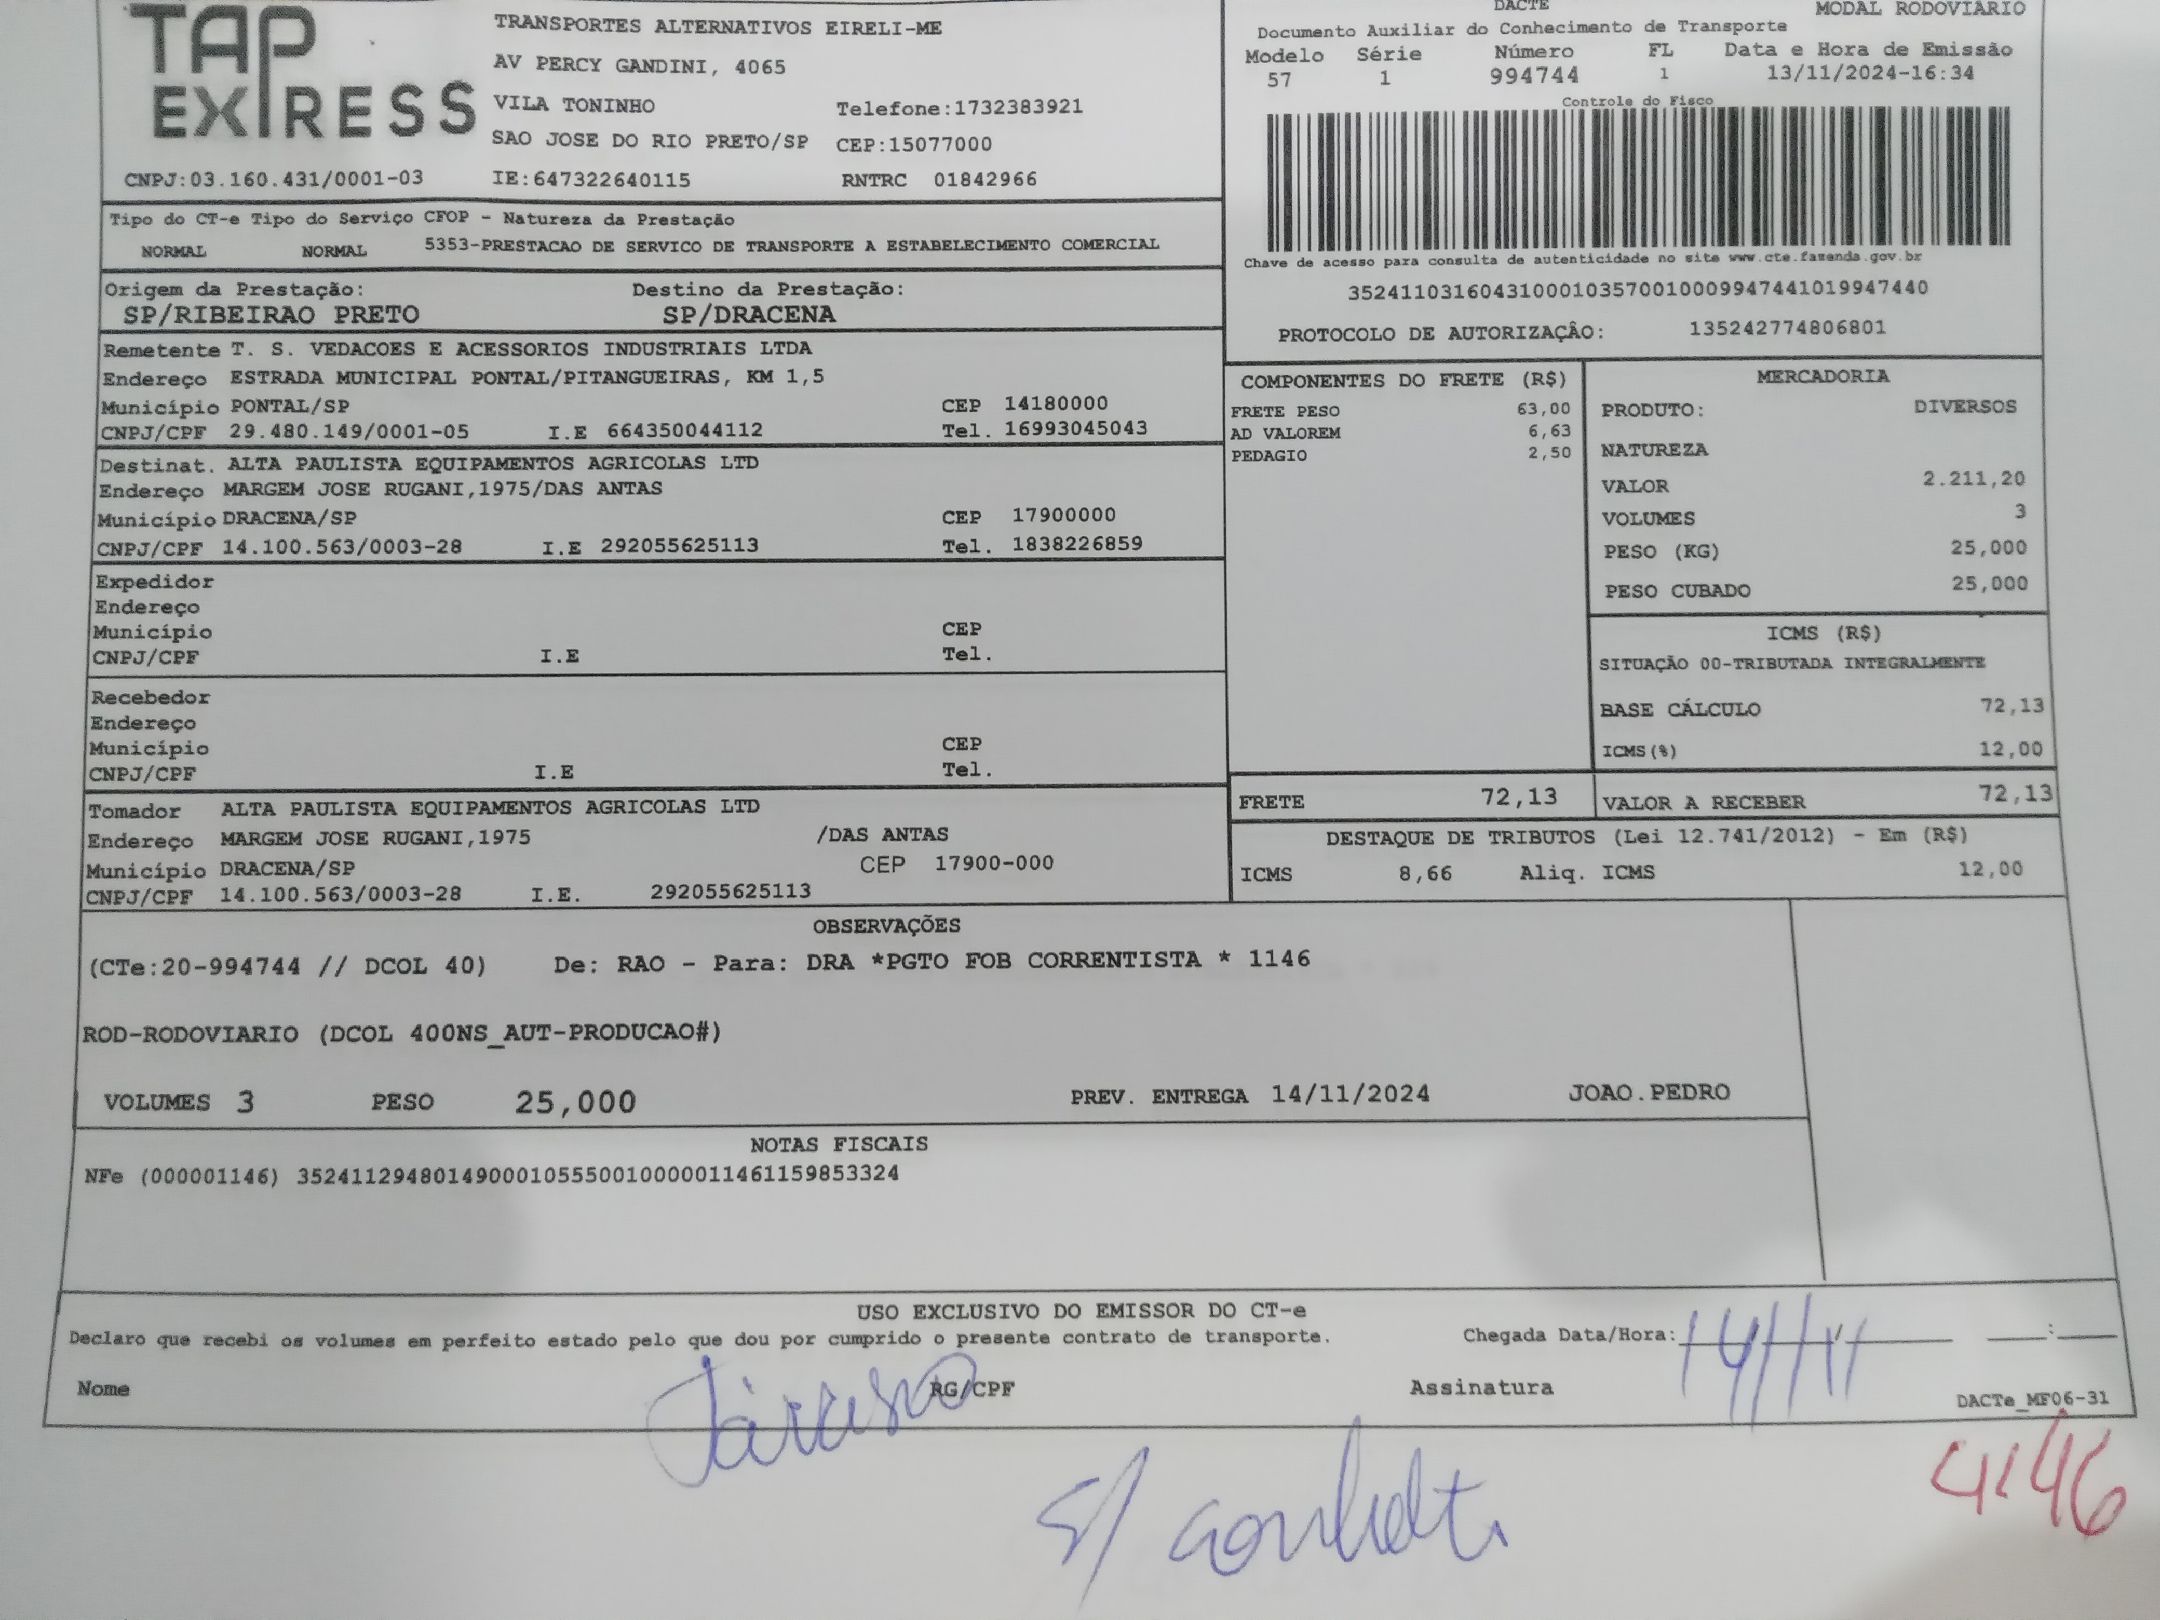 TAP EXPRESS
TRANSPORTES ALTERNATIVOS EIRELI-ME
AV PERCY GANDINI, 4065
VILA TONINHO Telefone:1732383921
SAO JOSE DO RIO PRETO/SP CEP:15077000
CNPJ:03.160.431/0001-03 IE:647322640115 RNTRC 01842966
DACTE MODAL RODOVIARIO
Documento Auxiliar do Conhecimento de Transporte
Modelo Série Número FL Data e Hora de Emissão
57 1 994744 1 13/11/2024-16:34
Controle do Fisco
Chave de acesso para consulta de autenticidade no site www.cte.fazenda.gov.br
35241103160431000103570010009947441019947440
PROTOCOLO DE AUTORIZAÇÂO: 135242774806801
Tipo do CT-e Tipo do Serviço CFOP - Natureza da Prestação
NORMAL NORMAL 5353-PRESTACAO DE SERVICO DE TRANSPORTE A ESTABELECIMENTO COMERCIAL
Origem da Prestação: Destino da Prestação:
SP/RIBEIRAO PRETO SP/DRACENA
Remetente T. S. VEDACOES E ACESSORIOS INDUSTRIAIS LTDA
Endereço ESTRADA MUNICIPAL PONTAL/PITANGUEIRAS, KM 1,5
Município PONTAL/SP CEP 14180000
CNPJ/CPF 29.480.149/0001-05 I.E 664350044112 Tel. 16993045043
Destinat. ALTA PAULISTA EQUIPAMENTOS AGRICOLAS LTD
Endereço MARGEM JOSE RUGANI,1975/DAS ANTAS
Município DRACENA/SP CEP 17900000
CNPJ/CPF 14.100.563/0003-28 I.E 292055625113 Tel. 1838226859
Expedidor
Endereço
Município CEP
CNPJ/CPF I.E Tel.
Recebedor
Endereço
Município CEP
CNPJ/CPF I.E Tel.
Tomador ALTA PAULISTA EQUIPAMENTOS AGRICOLAS LTD
Endereço MARGEM JOSE RUGANI,1975 /DAS ANTAS
Município DRACENA/SP CEP 17900-000
CNPJ/CPF 14.100.563/0003-28 I.E. 292055625113
COMPONENTES DO FRETE (R$)
FRETE PESO 63,00
AD VALOREM 6,63
PEDAGIO 2,50
MERCADORIA
PRODUTO: DIVERSOS
NATUREZA
VALOR 2.211,20
VOLUMES 3
PESO (KG) 25,000
PESO CUBADO 25,000
ICMS (R$)
SITUAÇÃO 00-TRIBUTADA INTEGRALMENTE
BASE CÁLCULO 72,13
ICMS(%) 12,00
FRETE 72,13 VALOR A RECEBER 72,13
DESTAQUE DE TRIBUTOS (Lei 12.741/2012) - Em (R$)
ICMS 8,66 Aliq. ICMS 12,00
OBSERVAÇÕES
(CTe:20-994744 // DCOL 40) De: RAO - Para: DRA *PGTO FOB CORRENTISTA * 1146
ROD-RODOVIARIO (DCOL 400NS_AUT-PRODUCAO#)
VOLUMES 3 PESO 25,000 PREV. ENTREGA 14/11/2024 JOAO.PEDRO
NOTAS FISCAIS
NFe (000001146) 35241129480149000105550010000011461159853324
USO EXCLUSIVO DO EMISSOR DO CT-e
Declaro que recebi os volumes em perfeito estado pelo que dou por cumprido o presente contrato de transporte. Chegada Data/Hora: 14/11 / :
Nome RG/CPF Assinatura
DACTe_MF06-31